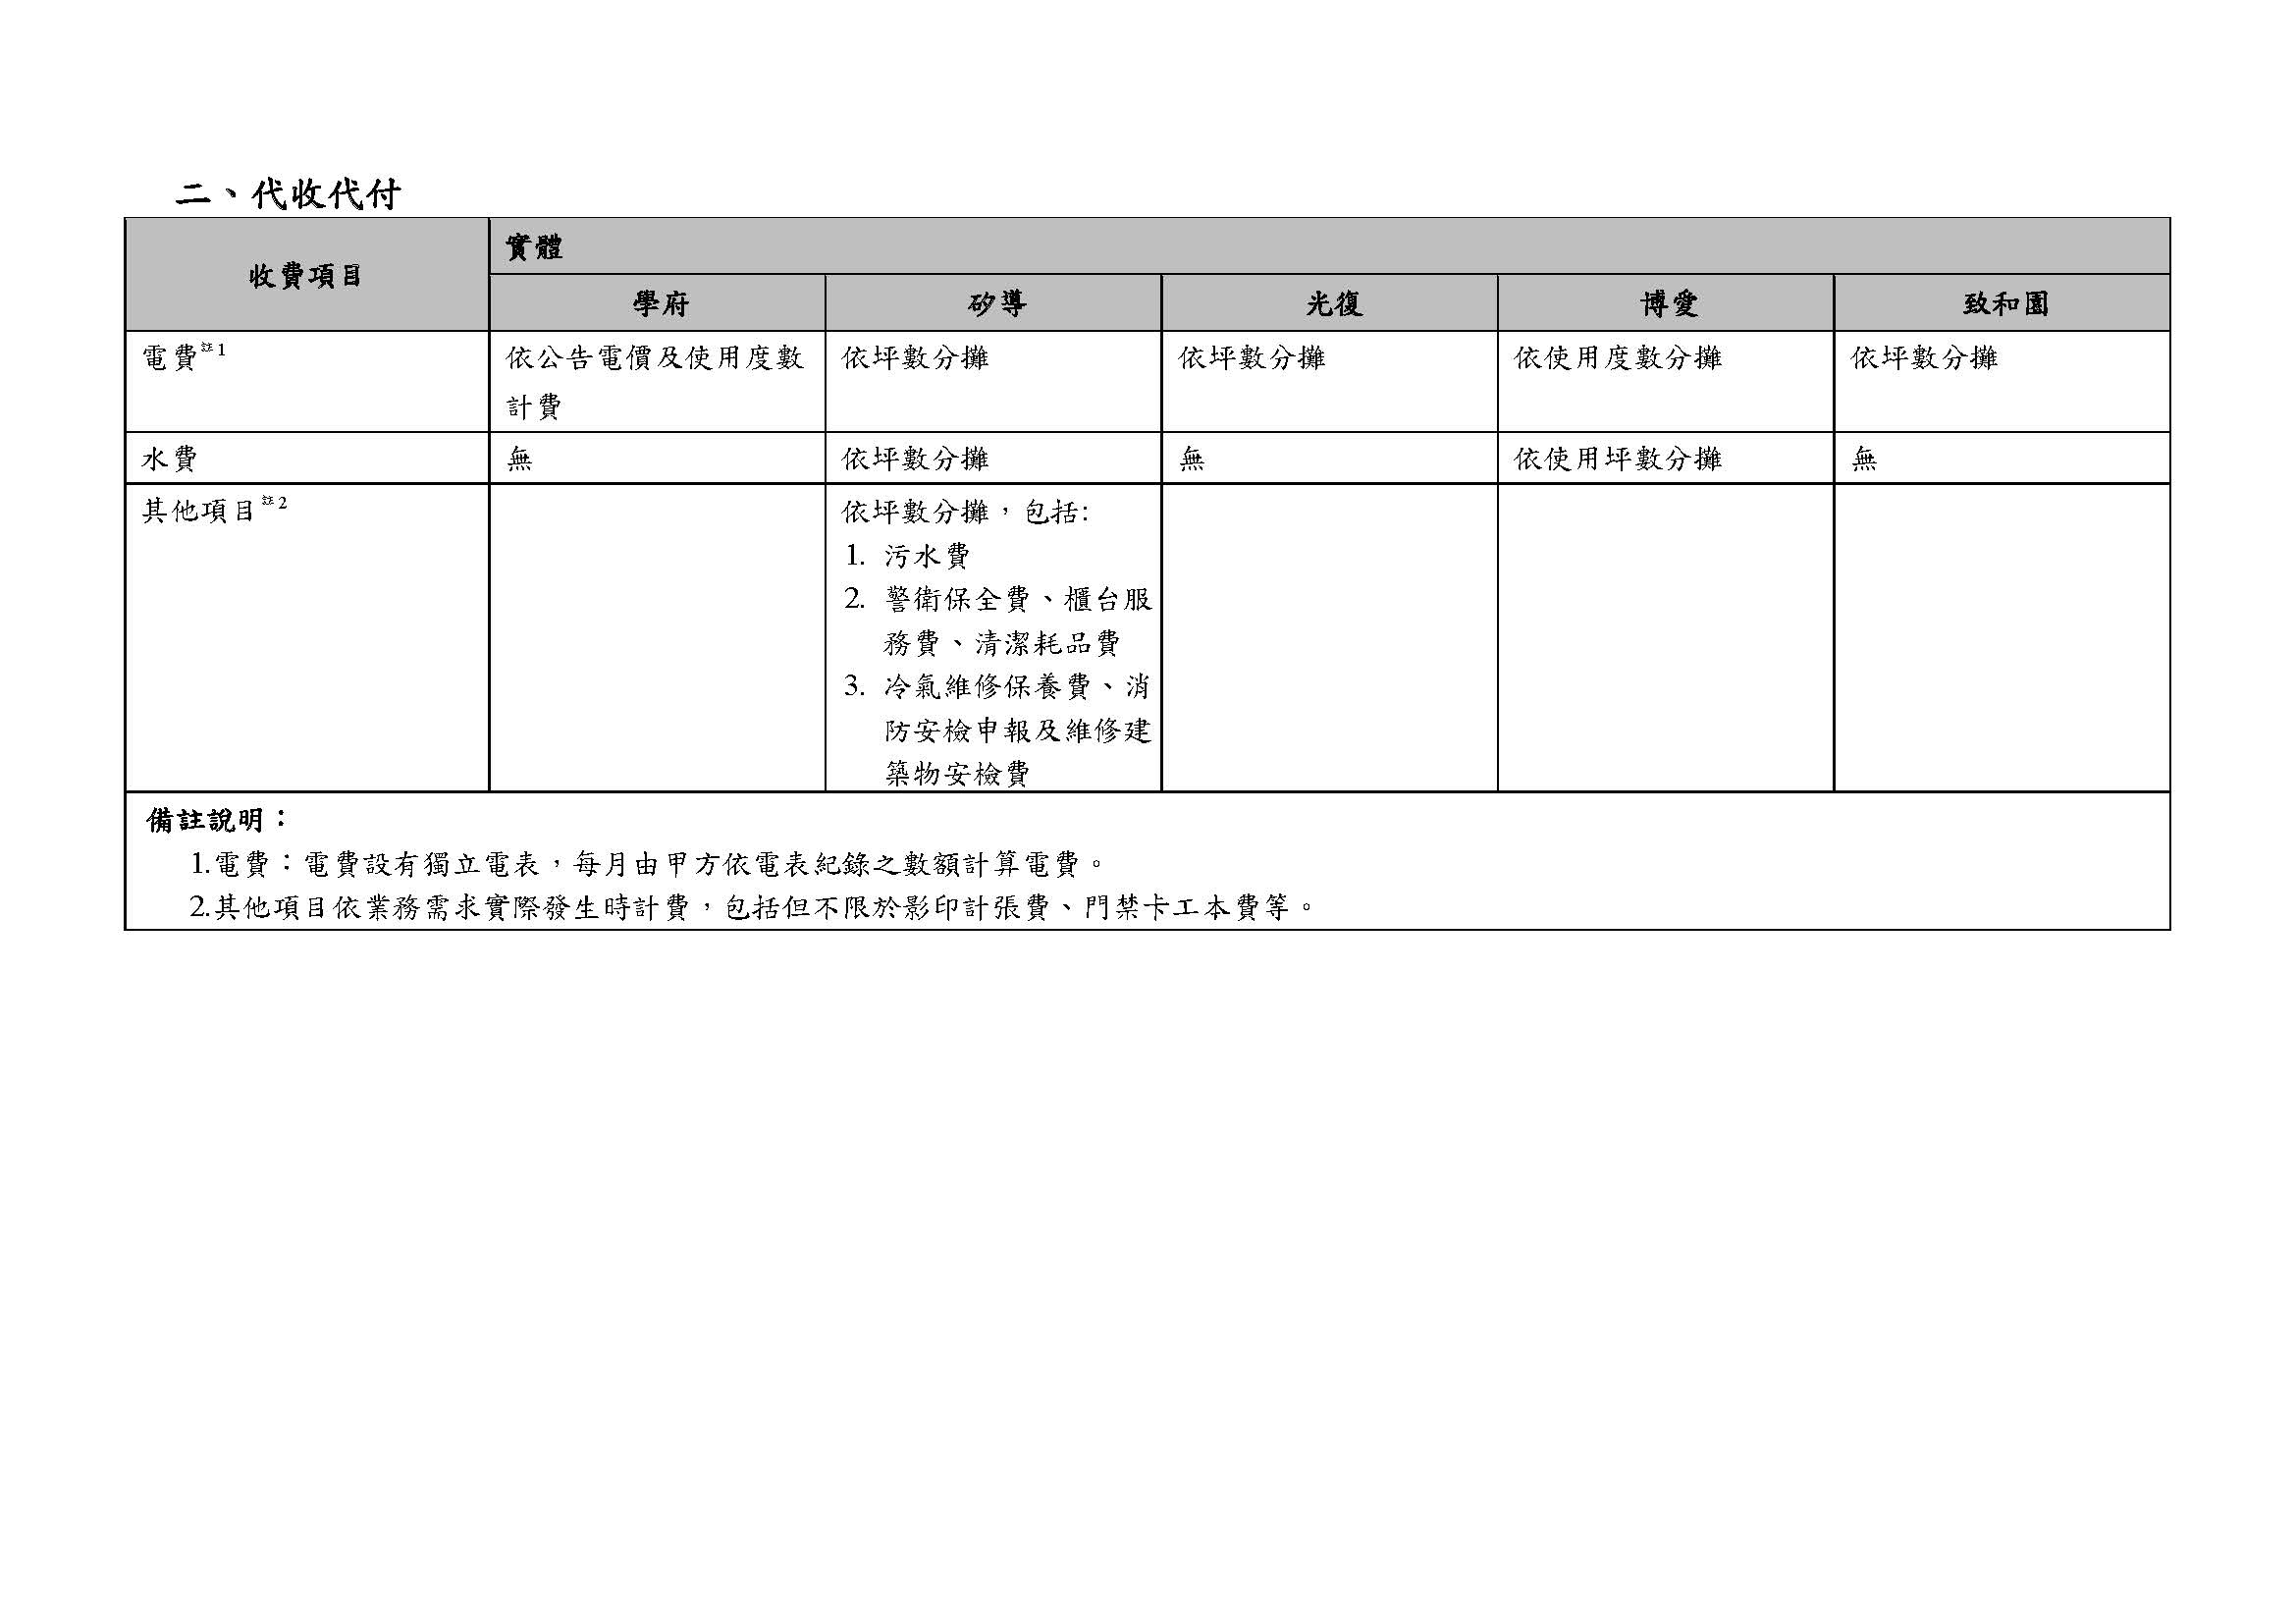 二、代收代付
收費項目
實體
學府
矽導
光復
博愛
致和園
電費註1
依公告電價及使用度數
計費
依坪數分攤
依坪數分攤
依使用度數分攤
依坪數分攤
水費
無
依坪數分攤
無
依使用坪數分攤
無
其他項目註2
依坪數分攤，包括:
1. 污水費
2. 警衛保全費、櫃台服
務費、清潔耗品費
3. 冷氣維修保養費、消
防安檢申報及維修建
築物安檢費
備註說明：
1.電費：電費設有獨立電表，每月由甲方依電表紀錄之數額計算電費。
2.其他項目依業務需求實際發生時計費，包括但不限於影印計張費、門禁卡工本費等。